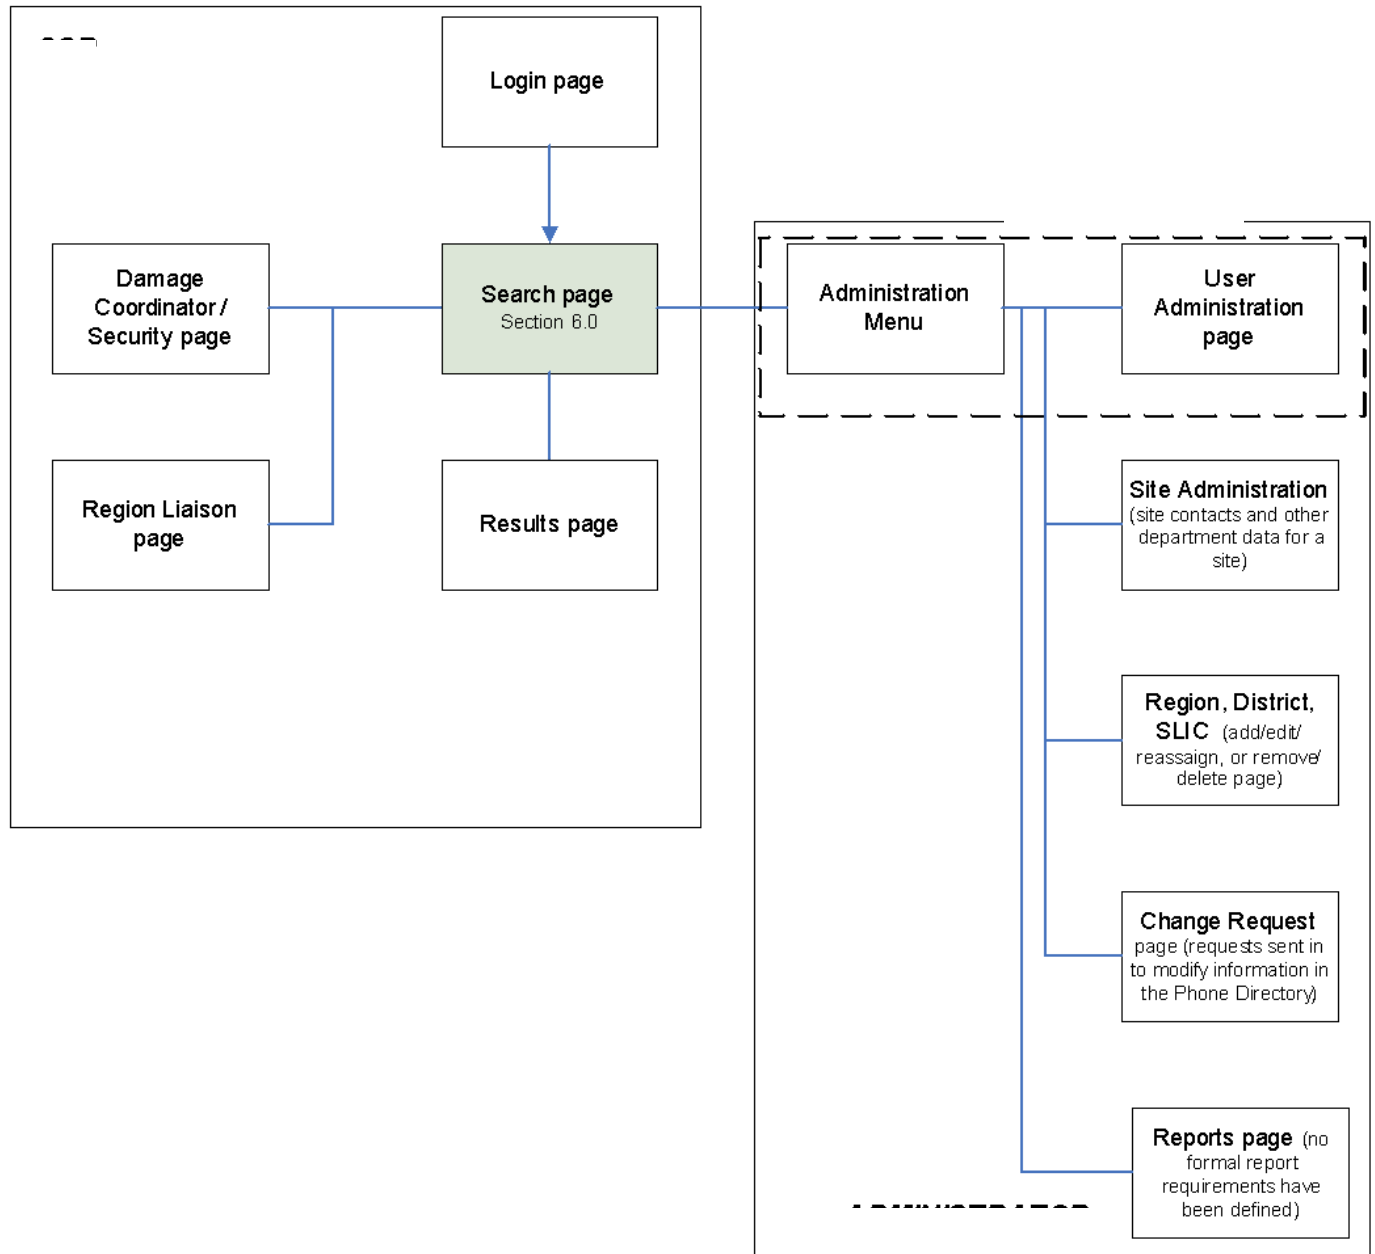 Login page
Damage
Coordinator /
Security page
Search page
Section 6.0
Administration
Menu
User
Administration
page
Region Liaison
page
Results page
Site Administration
(site contacts and other
department data for a
site)
Region, District,
SLIC (add/edit/
reassaign, or remove/
delete page)
Change Request
page (requests sent in
to modify information in
the Phone Directory)
Reports page (no
formal report
requirements have
been defined)